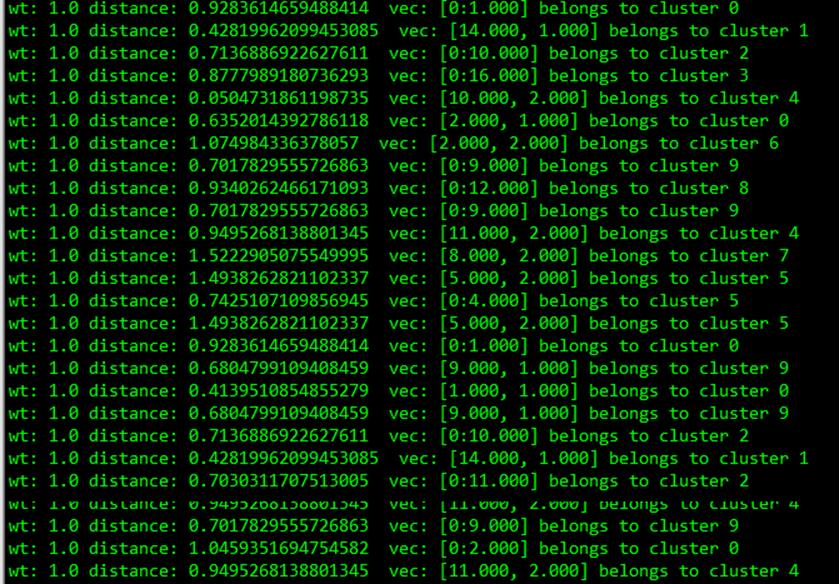 wt: 1.0 distance: 0.9283614659488414 vec: [0:1.000] belongs to cluster 0
wt: 1.0 distance: 0.42819962099453085 vec: [14.000, 1.000] belongs to cluster 1
wt: 1.0 distance: 0.7136886922627611 vec: [0:10.000] belongs to cluster 2
wt: 1.0 distance: 0.8777989180736293 vec: [0:16.000] belongs to cluster 3
wt: 1.0 distance: 0.0504731861198735 vec: [10.000, 2.000] belongs to cluster 4
wt: 1.0 distance: 0.6352014392786118 vec: [2.000, 1.000] belongs to cluster 0
wt: 1.0 distance: 1.074984336378057 vec: [2.000, 2.000] belongs to cluster 6
wt: 1.0 distance: 0.7017829555726863 vec: [0:9.000] belongs to cluster 9
wt: 1.0 distance: 0.9340262466171093 vec: [0:12.000] belongs to cluster 8
wt: 1.0 distance: 0.7017829555726863 vec: [0:9.000] belongs to cluster 9
wt: 1.0 distance: 0.9495268138801345 vec: [11.000, 2.000] belongs to cluster 4
wt: 1.0 distance: 1.5222905075549995 vec: [8.000, 2.000] belongs to cluster 7
wt: 1.0 distance: 1.4938262821102337 vec: [5.000, 2.000] belongs to cluster 5
wt: 1.0 distance: 0.7425107109856945 vec: [0:4.000] belongs to cluster 5
wt: 1.0 distance: 1.4938262821102337 vec: [5.000, 2.000] belongs to cluster 5
wt: 1.0 distance: 0.9283614659488414 vec: [0:1.000] belongs to cluster 0
wt: 1.0 distance: 0.6804799109408459 vec: [9.000, 1.000] belongs to cluster 9
wt: 1.0 distance: 0.4139510854855279 vec: [1.000, 1.000] belongs to cluster 0
wt: 1.0 distance: 0.6804799109408459 vec: [9.000, 1.000] belongs to cluster 9
wt: 1.0 distance: 0.7136886922627611 vec: [0:10.000] belongs to cluster 2
wt: 1.0 distance: 0.42819962099453085 vec: [14.000, 1.000] belongs to cluster 1
wt: 1.0 distance: 0.7030311707513005 vec: [0:11.000] belongs to cluster 2
wt: 1.0 distance: 0.9495268138801345 vec: [11.000, 2.000] belongs to cluster 4
wt: 1.0 distance: 0.7017829555726863 vec: [0:9.000] belongs to cluster 9
wt: 1.0 distance: 1.0459351694754582 vec: [0:2.000] belongs to cluster 0
wt: 1.0 distance: 0.9495268138801345 vec: [11.000, 2.000] belongs to cluster 4